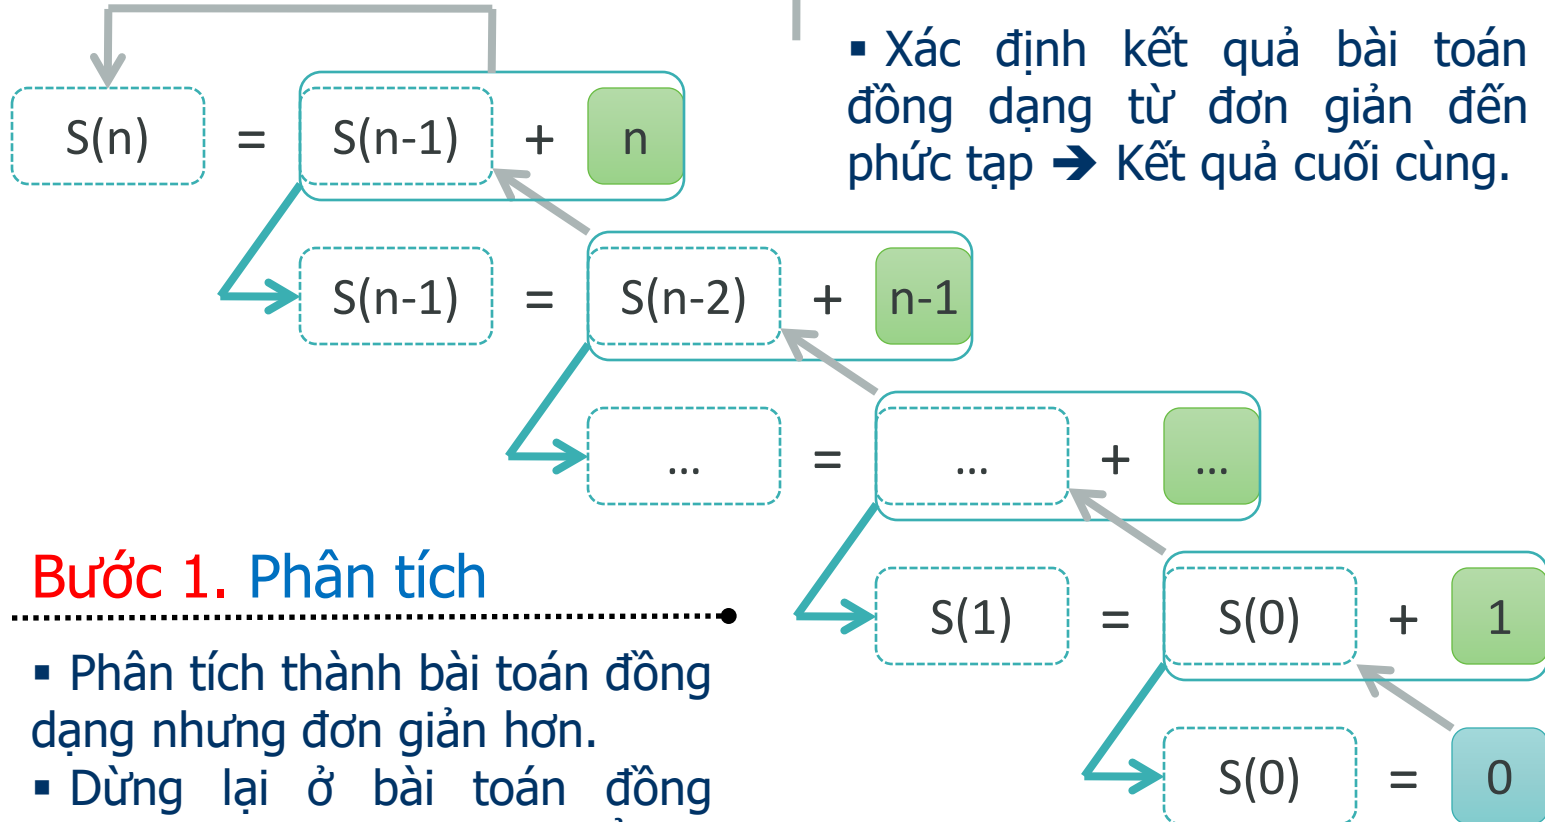 ▪ Xác định kết quả bài toán
đồng dạng từ đơn giản đến
phức tạp ➔ Kết quả cuối cùng.
S(n) = S(n-1) + n
S(n-1) = S(n-2) + n-1
... = ... + ...
S(1) = S(0) + 1
S(0) = 0
Bước 1. Phân tích
▪ Phân tích thành bài toán đồng
dạng nhưng đơn giản hơn.
▪ Dừng lại ở bài toán đồng